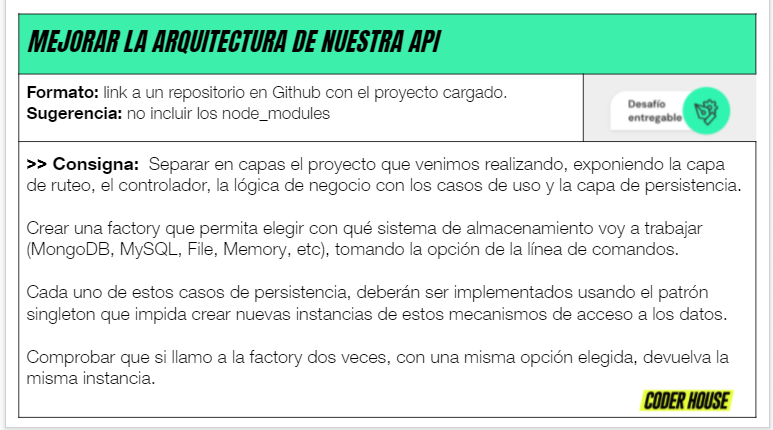 MEJORAR LA ARQUITECTURA DE NUESTRA API
Formato: link a un repositorio en Github con el proyecto cargado.
Sugerencia: no incluir los node_modules
Desafío
entregable
>> Consigna: Separar en capas el proyecto que venimos realizando, exponiendo la capa
de ruteo, el controlador, la lógica de negocio con los casos de uso y la capa de persistencia.
Crear una factory que permita elegir con qué sistema de almacenamiento voy a trabajar
(MongoDB, MySQL, File, Memory, etc), tomando la opción de la línea de comandos.
Cada uno de estos casos de persistencia, deberán ser implementados usando el patrón
singleton que impida crear nuevas instancias de estos mecanismos de acceso a los datos.
Comprobar que si llamo a la factory dos veces, con una misma opción elegida, devuelva la
misma instancia.
CODER HOUSE